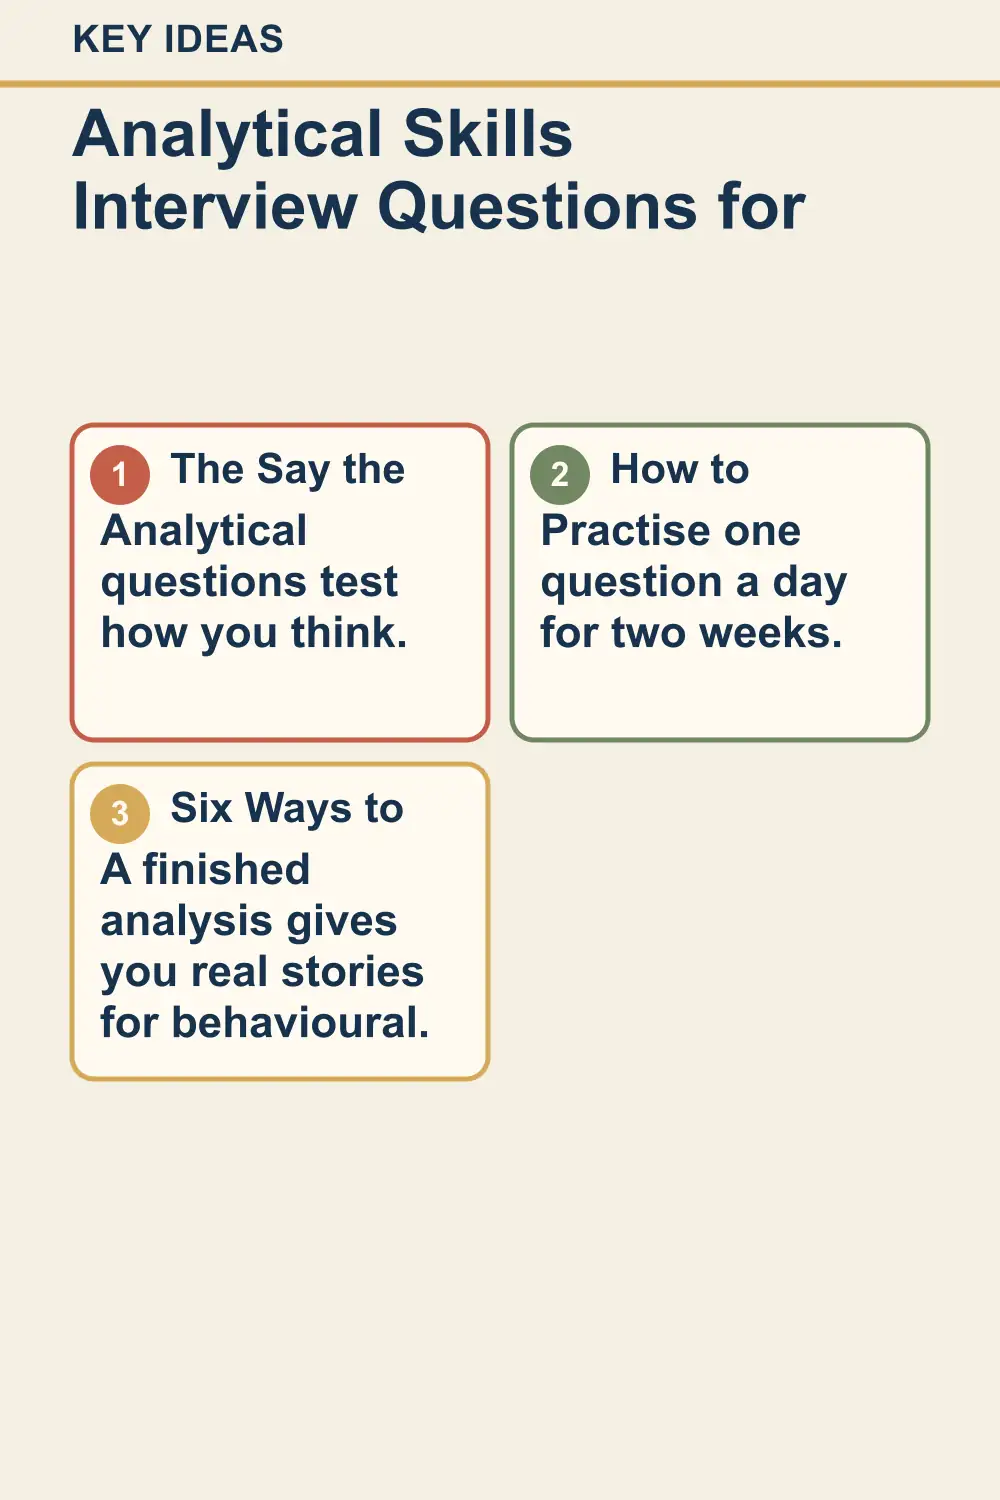 KEY IDEAS
Analytical Skills
Interview Questions for
1 The Say the
Analytical
questions test
how you think.
2 How to
Practise one
question a day
for two weeks.
3 Six Ways to
A finished
analysis gives
you real stories
for behavioural.